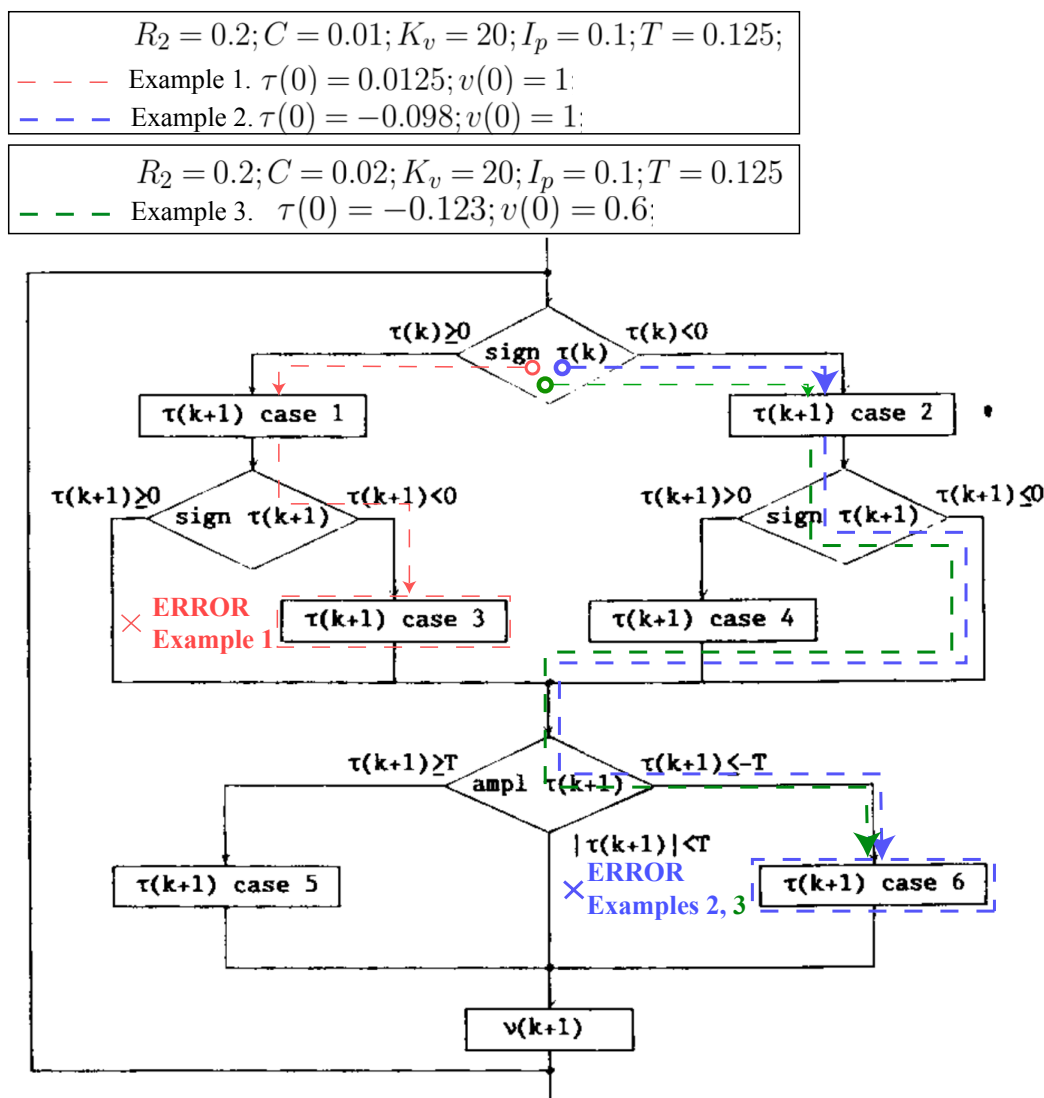 R₂ = 0.2; C = 0.01; K_v = 20; I_p = 0.1; T = 0.125;
Example 1. τ(0) = 0.0125; v(0) = 1;
Example 2. τ(0) = −0.098; v(0) = 1;
R₂ = 0.2; C = 0.02; K_v = 20; I_p = 0.1; T = 0.125
Example 3. τ(0) = −0.123; v(0) = 0.6;
τ(k)≥0
τ(k)<0
sign τ(k)
τ(k+1) case 1
τ(k+1) case 2
τ(k+1)≥0
τ(k+1)<0
τ(k+1)>0
τ(k+1)≤0
sign τ(k+1)
sign τ(k+1)
ERROR
Example 1
τ(k+1) case 3
τ(k+1) case 4
τ(k+1)≥T
τ(k+1)≤-T
ampl τ(k+1)
|τ(k+1)|<T
τ(k+1) case 5
ERROR
Examples 2, 3
τ(k+1) case 6
ν(k+1)